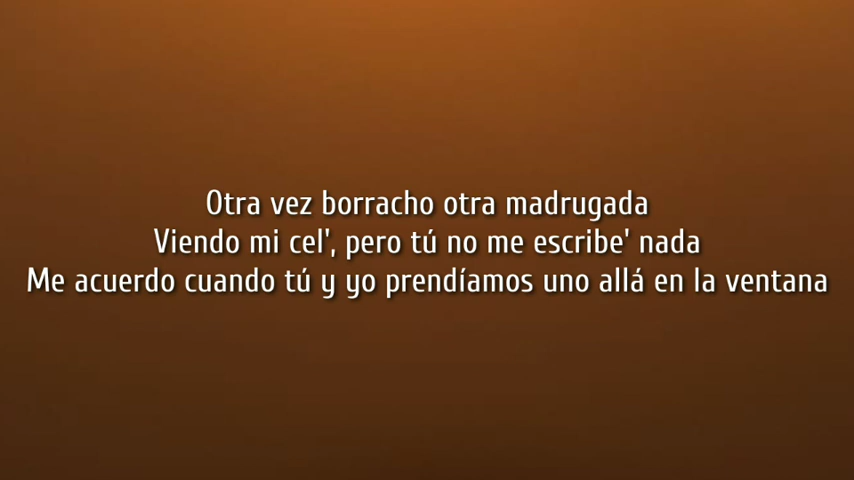 Otra vez borracho otra madrugada
Viendo mi cel', pero tú no me escribe' nada
Me acuerdo cuando tú y yo prendíamos uno allá en la ventana